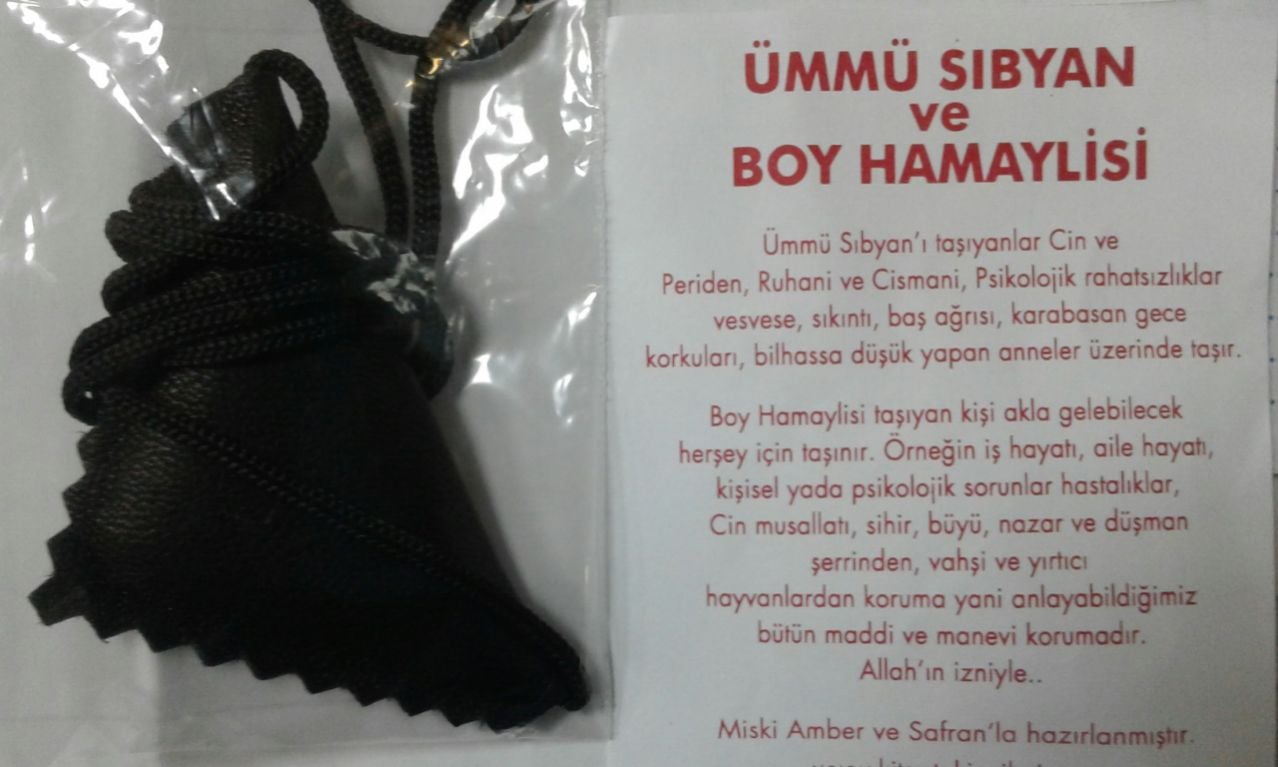 ÜMMÜ SIBYAN
ve
BOY HAMAYLİSİ
Ümmü Sıbyan'ı taşıyanlar Cin ve
Periden, Ruhani ve Cismani, Psikolojik rahatsızlıklar
vesvese, sıkıntı, baş ağrısı, karabasan gece
korkuları, bilhassa düşük yapan anneler üzerinde taşır.
Boy Hamaylisi taşıyan kişi akla gelebilecek
herşey için taşınır. Örneğin iş hayatı, aile hayatı,
kişisel yada psikolojik sorunlar hastalıklar,
Cin musallatı, sihir, büyü, nazar ve düşman
şerrinden, vahşi ve yırtıcı
hayvanlardan koruma yani anlayabildiğimiz
bütün maddi ve manevi korumadır.
Allah'ın izniyle..
Miski Amber ve Safran'la hazırlanmıştır.